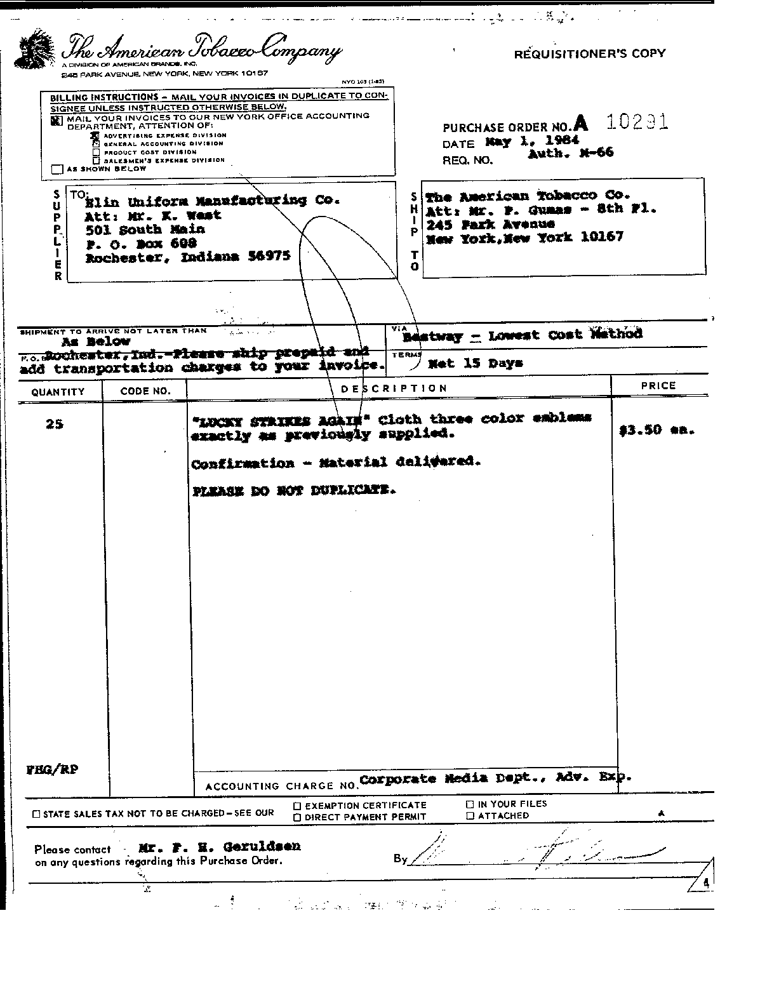 The American Tobacco Company
A DIVISION OF AMERICAN BRANDS, INC.
245 PARK AVENUE, NEW YORK, NEW YORK 10167
REQUISITIONER'S COPY
NYO 103 (1-83)
BILLING INSTRUCTIONS – MAIL YOUR INVOICES IN DUPLICATE TO CON-
SIGNEE UNLESS INSTRUCTED OTHERWISE BELOW.
MAIL YOUR INVOICES TO OUR NEW YORK OFFICE ACCOUNTING
DEPARTMENT, ATTENTION OF:
ADVERTISING EXPENSE DIVISION
GENERAL ACCOUNTING DIVISION
PRODUCT COST DIVISION
SALESMEN'S EXPENSE DIVISION
AS SHOWN BELOW
PURCHASE ORDER NO. A 10291
DATE May 1, 1984
REQ. NO. Auth. M-66
SUPPLIER
TO:
Elin Uniform Manufacturing Co.
Att: Mr. K. West
501 South Main
P. O. Box 608
Rochester, Indiana 56975
SHIP TO
The American Tobacco Co.
Att: Mr. P. Gumas - 8th Fl.
245 Park Avenue
New York, New York 10167
SHIPMENT TO ARRIVE NOT LATER THAN
As Below
VIA
Bestway - Lowest Cost Method
F.O.B. Rochester, Ind.-Please ship prepaid and
add transportation charges to your invoice.
TERMS
Net 15 Days
QUANTITY CODE NO. DESCRIPTION PRICE
25 "LUCKY STRIKES AGAIN" Cloth three color emblems
exactly as previously supplied. $3.50 ea.
Confirmation - Material delivered.
PLEASE DO NOT DUPLICATE.
FHG/RP
ACCOUNTING CHARGE NO. Corporate Media Dept., Adv. Exp.
STATE SALES TAX NOT TO BE CHARGED – SEE OUR
EXEMPTION CERTIFICATE
DIRECT PAYMENT PERMIT
IN YOUR FILES
ATTACHED
Please contact Mr. F. H. Geruldsen
on any questions regarding this Purchase Order.
By
4